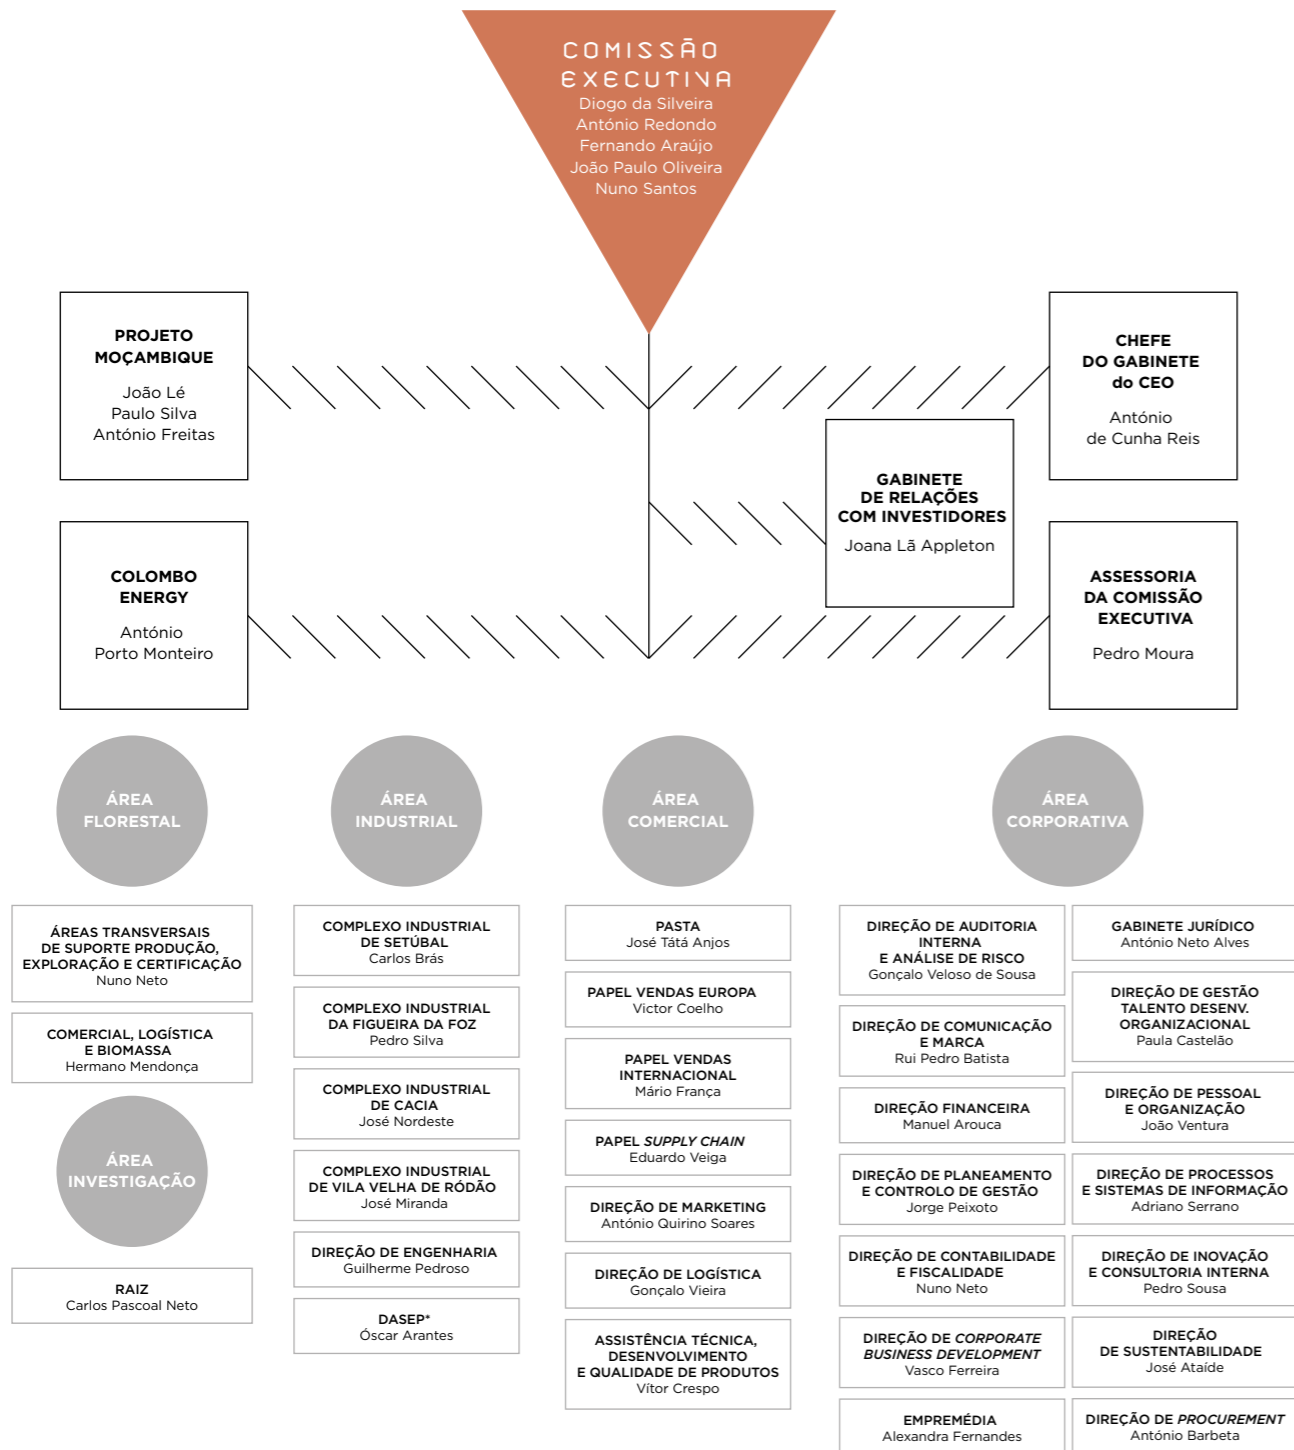 COMISSÃO
EXECUTIVA
Diogo da Silveira
António Redondo
Fernando Araújo
João Paulo Oliveira
Nuno Santos
PROJETO
MOÇAMBIQUE
João Lé
Paulo Silva
António Freitas
CHEFE
DO GABINETE
do CEO
António
de Cunha Reis
GABINETE
DE RELAÇÕES
COM INVESTIDORES
Joana Lã Appleton
COLOMBO
ENERGY
António
Porto Monteiro
ASSESSORIA
DA COMISSÃO
EXECUTIVA
Pedro Moura
ÁREA
FLORESTAL
ÁREAS TRANSVERSAIS
DE SUPORTE PRODUÇÃO,
EXPLORAÇÃO E CERTIFICAÇÃO
Nuno Neto
COMERCIAL, LOGÍSTICA
E BIOMASSA
Hermano Mendonça
ÁREA
INVESTIGAÇÃO
RAIZ
Carlos Pascoal Neto
ÁREA
INDUSTRIAL
COMPLEXO INDUSTRIAL
DE SETÚBAL
Carlos Brás
COMPLEXO INDUSTRIAL
DA FIGUEIRA DA FOZ
Pedro Silva
COMPLEXO INDUSTRIAL
DE CACIA
José Nordeste
COMPLEXO INDUSTRIAL
DE VILA VELHA DE RÓDÃO
José Miranda
DIREÇÃO DE ENGENHARIA
Guilherme Pedroso
DASEP*
Óscar Arantes
ÁREA
COMERCIAL
PASTA
José Tátá Anjos
PAPEL VENDAS EUROPA
Victor Coelho
PAPEL VENDAS
INTERNACIONAL
Mário França
PAPEL SUPPLY CHAIN
Eduardo Veiga
DIREÇÃO DE MARKETING
António Quirino Soares
DIREÇÃO DE LOGÍSTICA
Gonçalo Vieira
ASSISTÊNCIA TÉCNICA,
DESENVOLVIMENTO
E QUALIDADE DE PRODUTOS
Vítor Crespo
ÁREA
CORPORATIVA
DIREÇÃO DE AUDITORIA
INTERNA
E ANÁLISE DE RISCO
Gonçalo Veloso de Sousa
DIREÇÃO DE COMUNICAÇÃO
E MARCA
Rui Pedro Batista
DIREÇÃO FINANCEIRA
Manuel Arouca
DIREÇÃO DE PLANEAMENTO
E CONTROLO DE GESTÃO
Jorge Peixoto
DIREÇÃO DE CONTABILIDADE
E FISCALIDADE
Nuno Neto
DIREÇÃO DE CORPORATE
BUSINESS DEVELOPMENT
Vasco Ferreira
EMPREMÉDIA
Alexandra Fernandes
GABINETE JURÍDICO
António Neto Alves
DIREÇÃO DE GESTÃO
TALENTO DESENV.
ORGANIZACIONAL
Paula Castelão
DIREÇÃO DE PESSOAL
E ORGANIZAÇÃO
João Ventura
DIREÇÃO DE PROCESSOS
E SISTEMAS DE INFORMAÇÃO
Adriano Serrano
DIREÇÃO DE INOVAÇÃO
E CONSULTORIA INTERNA
Pedro Sousa
DIREÇÃO
DE SUSTENTABILIDADE
José Ataíde
DIREÇÃO DE PROCUREMENT
António Barbeta